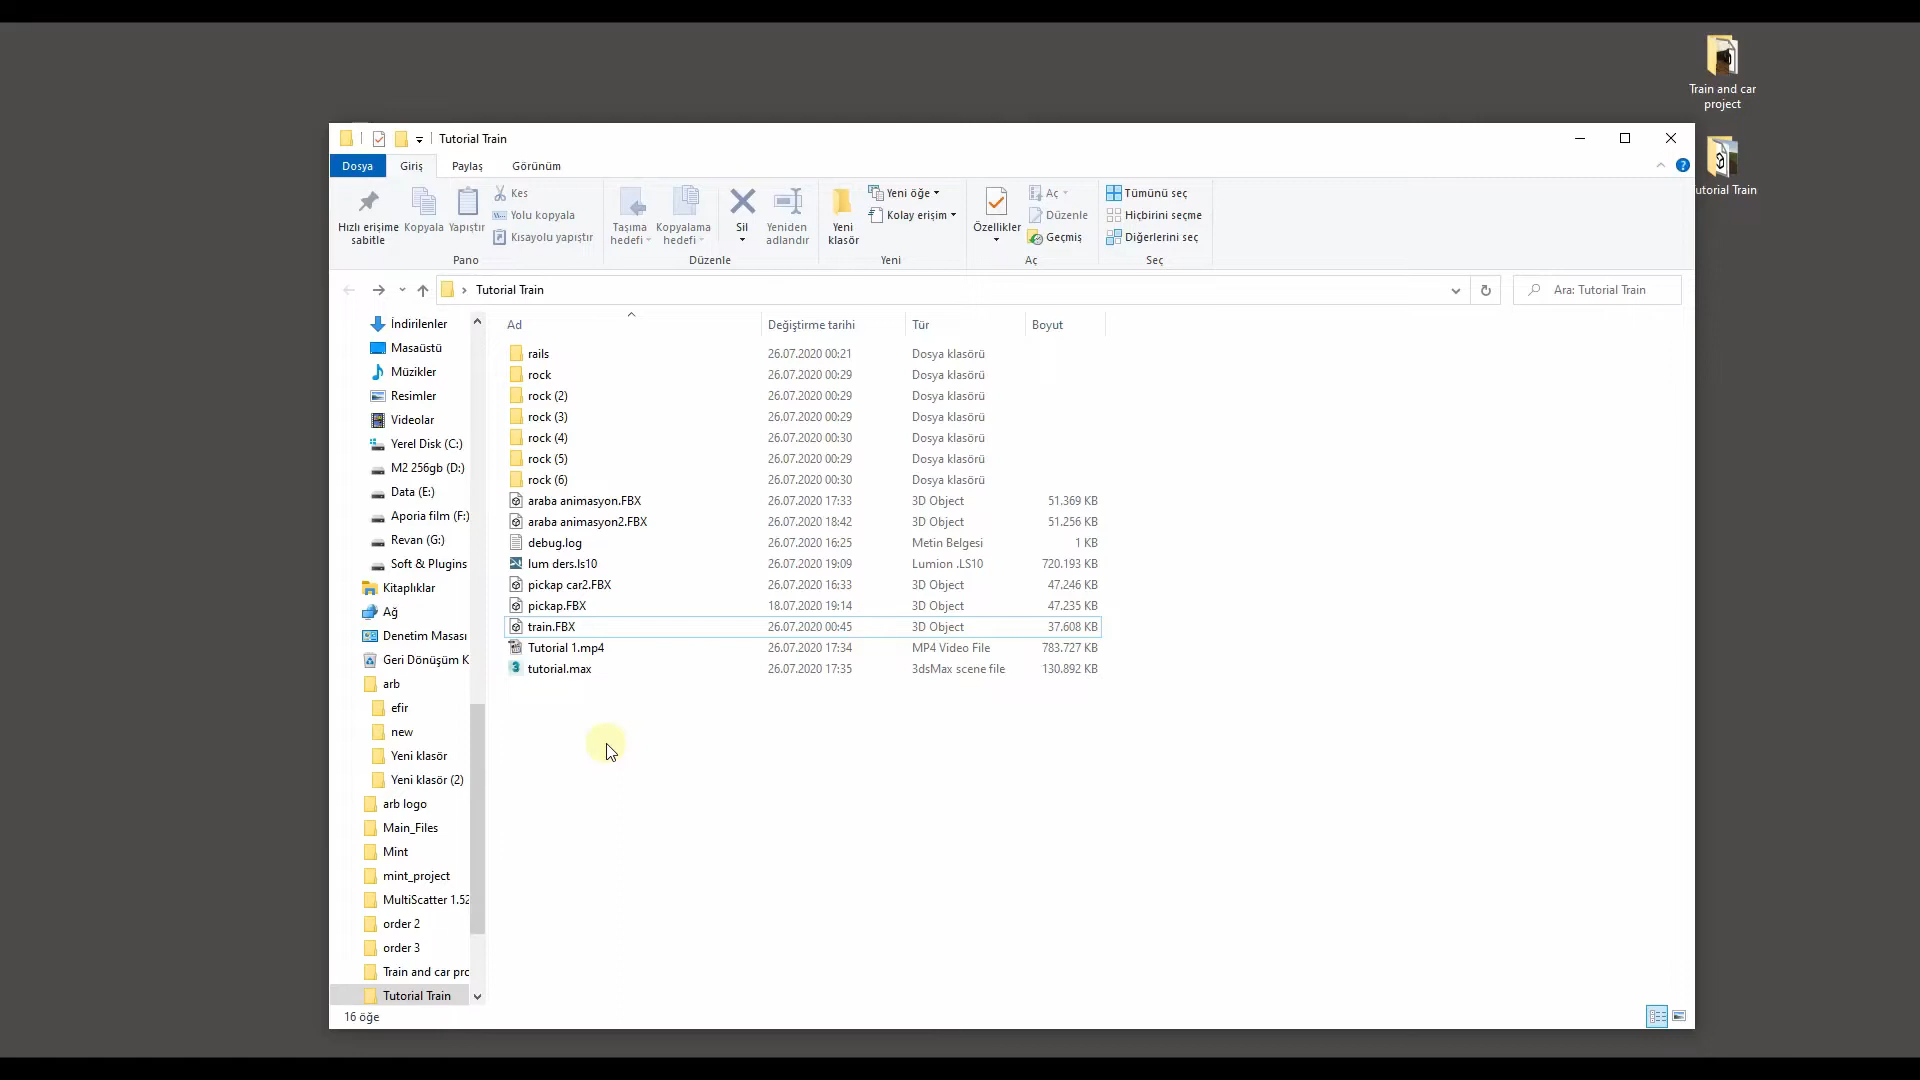 Train and car
project
utorial Train
Tutorial Train
Dosya
Giriş
Paylaş
Görünüm
Hızlı erişime
sabitle
Kopyala
Yapıştır
Kes
Yolu kopyala
Kısayolu yapıştır
Pano
Taşıma
hedefi
Kopyalama
hedefi
Sil
Yeniden
adlandır
Düzenle
Yeni
klasör
Yeni öğe
Kolay erişim
Yeni
Özellikler
Aç
Düzenle
Geçmiş
Aç
Tümünü seç
Hiçbirini seçme
Diğerlerini seç
Seç
Tutorial Train
Ara: Tutorial Train
İndirilenler
Masaüstü
Müzikler
Resimler
Videolar
Yerel Disk (C:)
M2 256gb (D:)
Data (E:)
Aporia film (F:)
Revan (G:)
Soft & Plugins
Kitaplıklar
Ağ
Denetim Masası
Geri Dönüşüm K
arb
efir
new
Yeni klasör
Yeni klasör (2)
arb logo
Main_Files
Mint
mint_project
MultiScatter 1.52
order 2
order 3
Train and car pro
Tutorial Train
Ad Değiştirme tarihi Tür Boyut
rails 26.07.2020 00:21 Dosya klasörü
rock 26.07.2020 00:29 Dosya klasörü
rock (2) 26.07.2020 00:29 Dosya klasörü
rock (3) 26.07.2020 00:29 Dosya klasörü
rock (4) 26.07.2020 00:30 Dosya klasörü
rock (5) 26.07.2020 00:29 Dosya klasörü
rock (6) 26.07.2020 00:30 Dosya klasörü
araba animasyon.FBX 26.07.2020 17:33 3D Object 51.369 KB
araba animasyon2.FBX 26.07.2020 18:42 3D Object 51.256 KB
debug.log 26.07.2020 16:25 Metin Belgesi 1 KB
lum ders.ls10 26.07.2020 19:09 Lumion .LS10 720.193 KB
pickap car2.FBX 26.07.2020 16:33 3D Object 47.246 KB
pickap.FBX 18.07.2020 19:14 3D Object 47.235 KB
train.FBX 26.07.2020 00:45 3D Object 37.608 KB
Tutorial 1.mp4 26.07.2020 17:34 MP4 Video File 783.727 KB
tutorial.max 26.07.2020 17:35 3dsMax scene file 130.892 KB
16 öğe